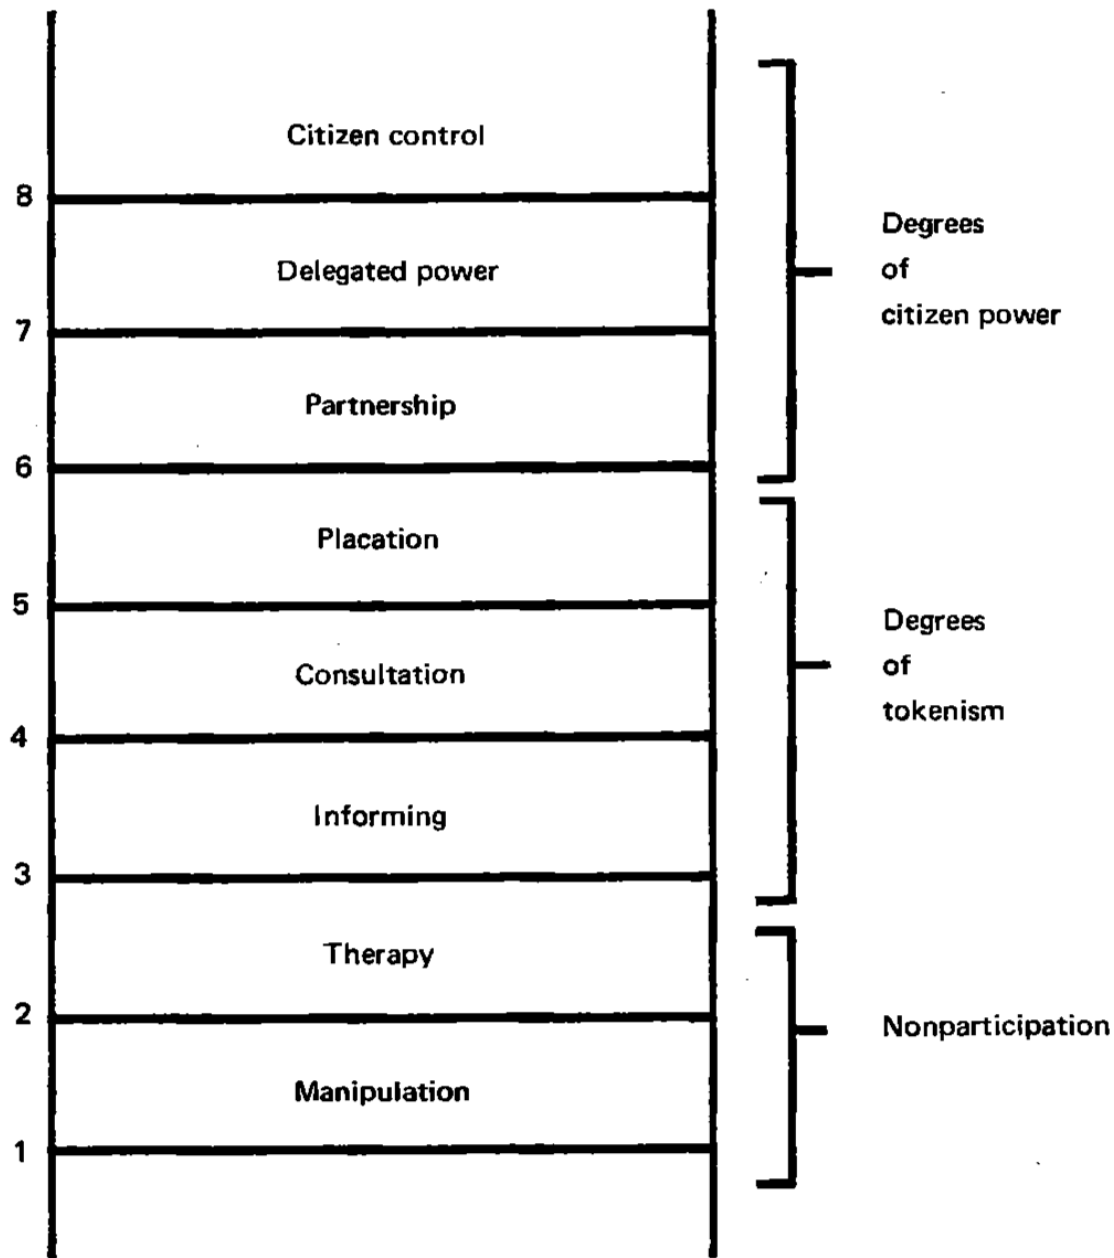 Citizen control
8
Delegated power
7
Partnership
6
Placation
5
Consultation
4
Informing
3
Therapy
2
Manipulation
1
Degrees
of
citizen power
Degrees
of
tokenism
Nonparticipation